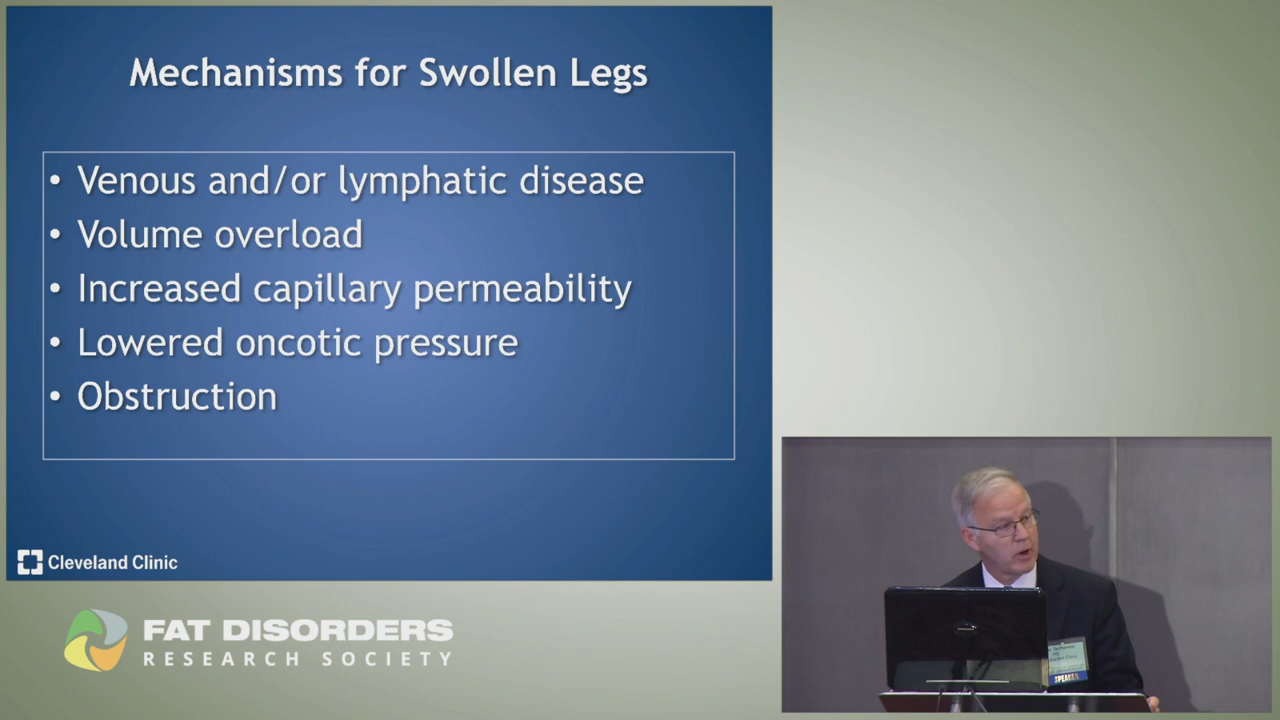 Mechanisms for Swollen Legs
• Venous and/or lymphatic disease
• Volume overload
• Increased capillary permeability
• Lowered oncotic pressure
• Obstruction
Cleveland Clinic
FAT DISORDERS
RESEARCH SOCIETY
SPEAKER